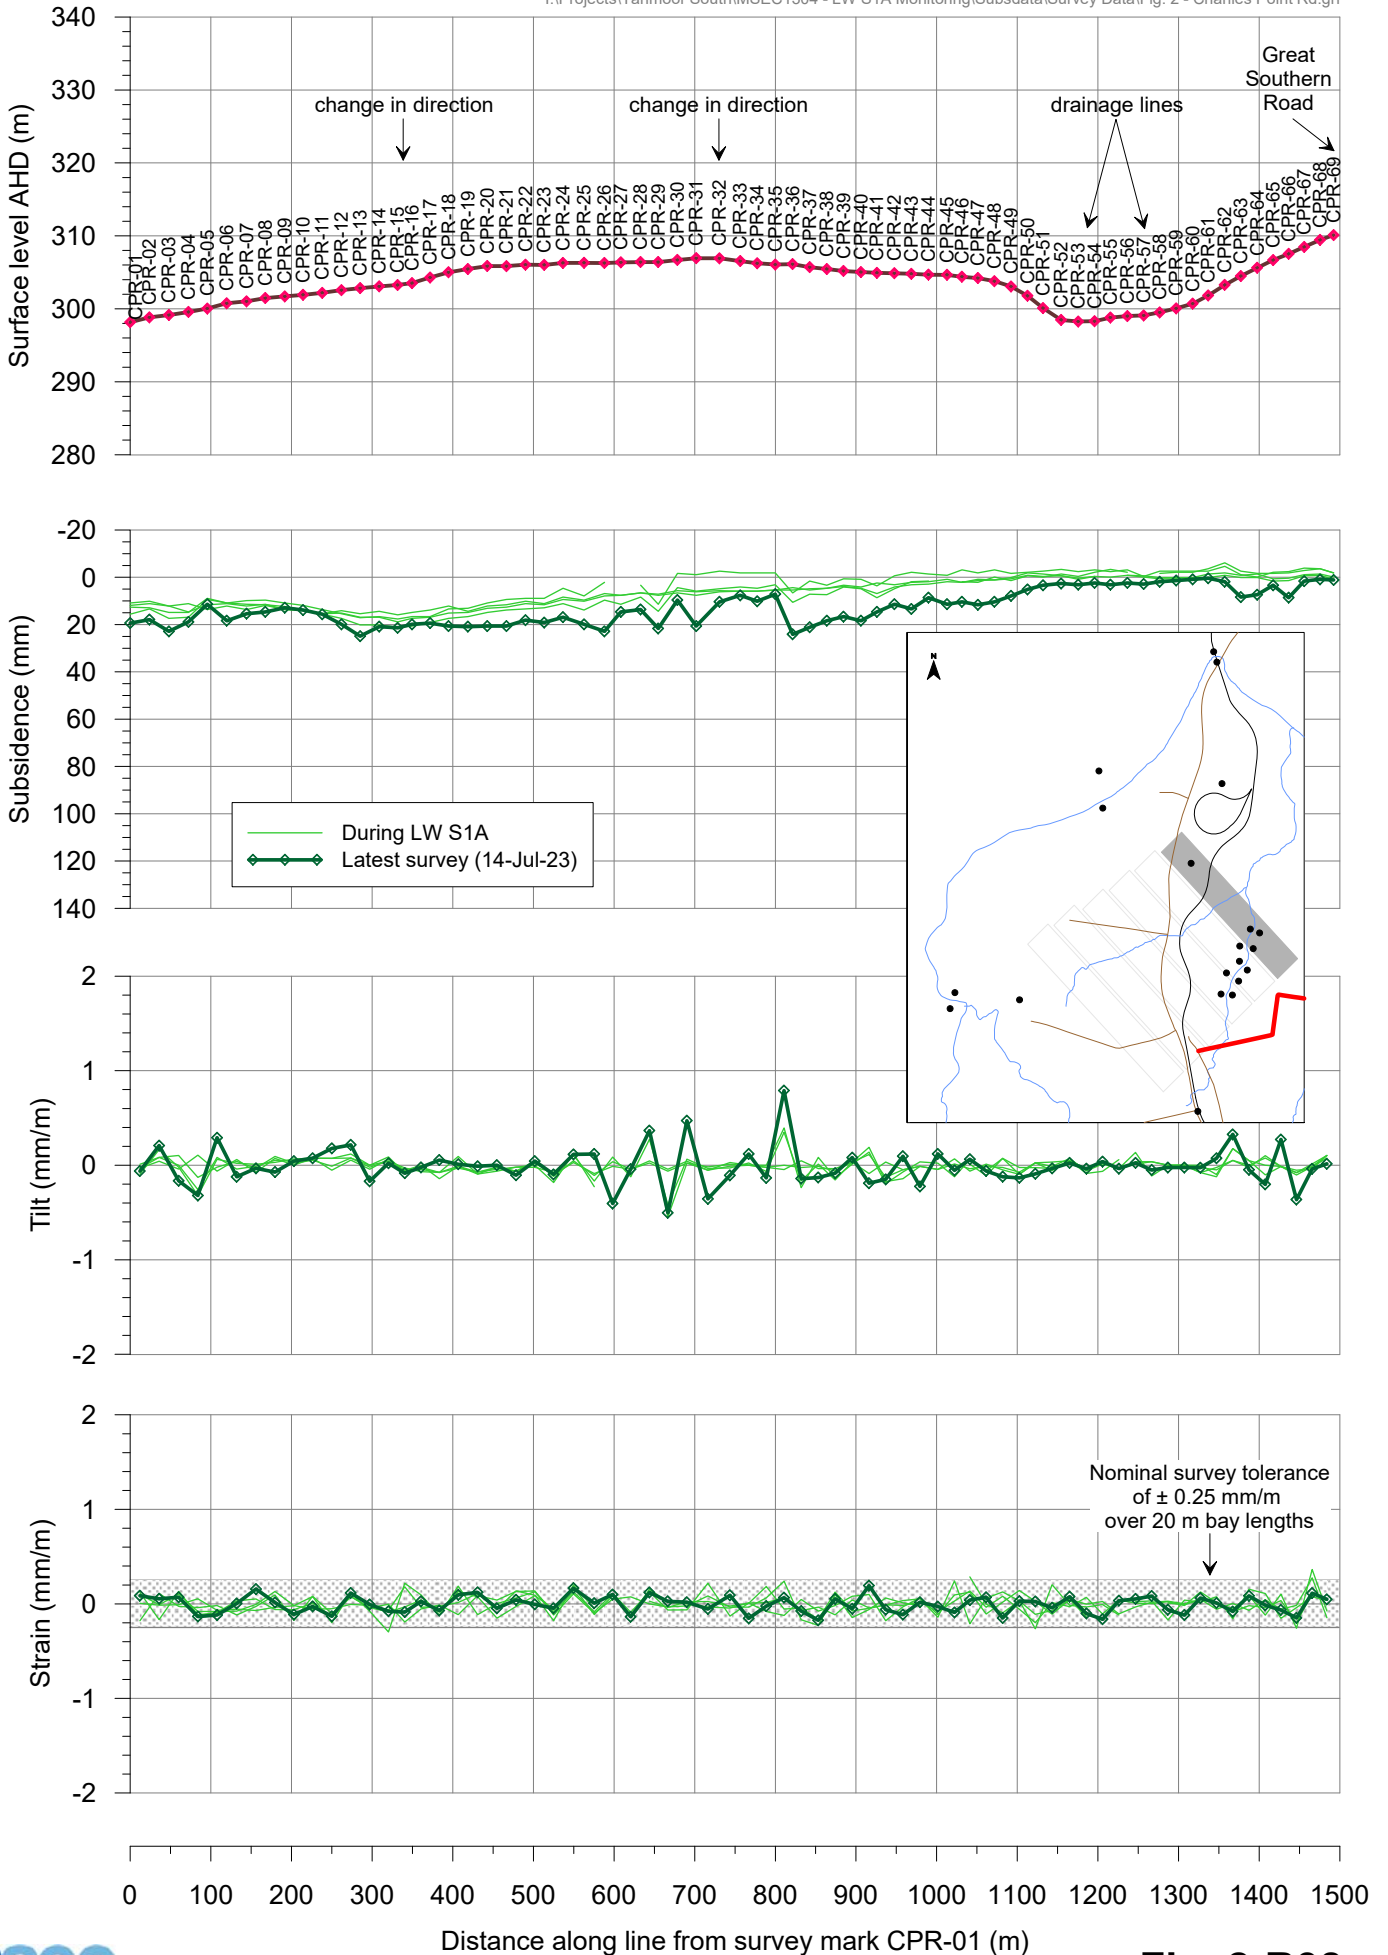 340
330
320
310
300
290
280
Surface level AHD (m)
change in direction
change in direction
drainage lines
Great
Southern
Road
CPR-01
CPR-02
CPR-03
CPR-04
CPR-05
CPR-06
CPR-07
CPR-08
CPR-09
CPR-10
CPR-11
CPR-12
CPR-13
CPR-14
CPR-15
CPR-16
CPR-17
CPR-18
CPR-19
CPR-20
CPR-21
CPR-22
CPR-23
CPR-24
CPR-25
CPR-26
CPR-27
CPR-28
CPR-29
CPR-30
CPR-31
CPR-32
CPR-33
CPR-34
CPR-35
CPR-36
CPR-37
CPR-38
CPR-39
CPR-40
CPR-41
CPR-42
CPR-43
CPR-44
CPR-45
CPR-46
CPR-47
CPR-48
CPR-49
CPR-50
CPR-51
CPR-52
CPR-53
CPR-54
CPR-55
CPR-56
CPR-57
CPR-58
CPR-59
CPR-60
CPR-61
CPR-62
CPR-63
CPR-64
CPR-65
CPR-66
CPR-67
CPR-68
CPR-69
-20
0
20
40
60
80
100
120
140
Subsidence (mm)
During LW S1A
Latest survey (14-Jul-23)
N
2
1
0
-1
-2
Tilt (mm/m)
2
1
0
-1
-2
Strain (mm/m)
Nominal survey tolerance
of ± 0.25 mm/m
over 20 m bay lengths
0 100 200 300 400 500 600 700 800 900 1000 1100 1200 1300 1400 1500
Distance along line from survey mark CPR-01 (m)